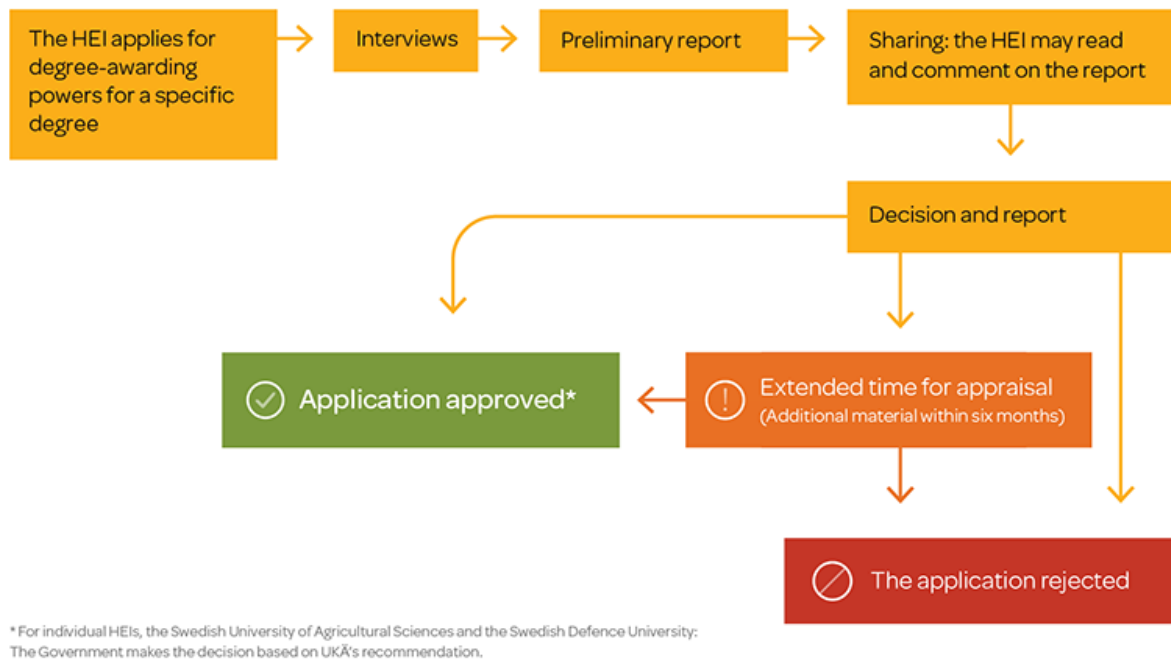 The HEI applies for
degree-awarding
powers for a specific
degree
Interviews
Preliminary report
Sharing: the HEI may read
and comment on the report
Decision and report
Application approved*
Extended time for appraisal
(Additional material within six months)
The application rejected
* For individual HEIs, the Swedish University of Agricultural Sciences and the Swedish Defence University:
The Government makes the decision based on UKÄ's recommendation.